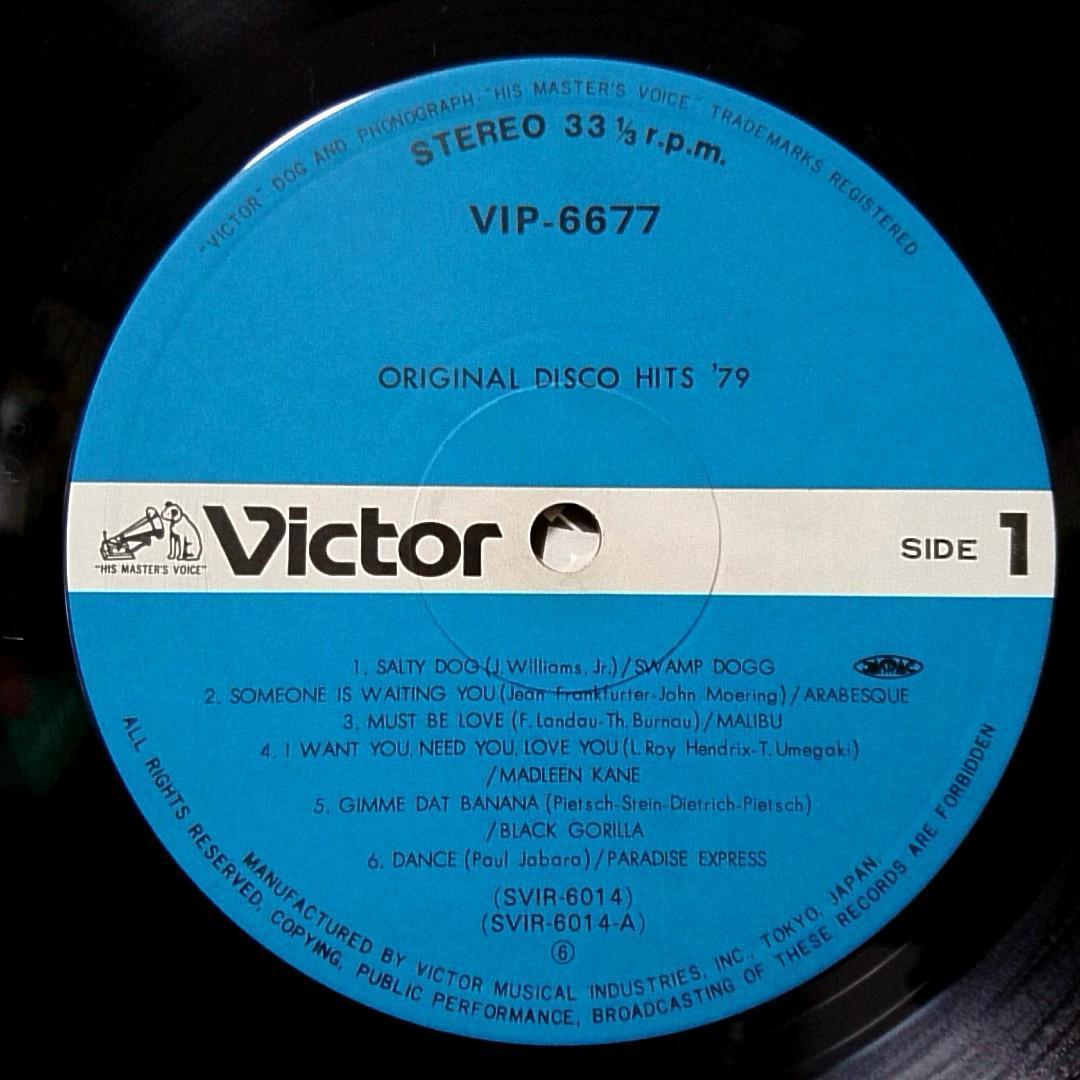 "VICTOR" DOG AND PHONOGRAPH·"HIS MASTER'S VOICE" TRADEMARKS REGISTERED
STEREO 33 ⅓ r.p.m.
VIP-6677
ORIGINAL DISCO HITS '79
"HIS MASTER'S VOICE"
Victor
SIDE 1
1. SALTY DOG (J. Williams, Jr.)/SWAMP DOGG
JASRAC
2. SOMEONE IS WAITING YOU (Jean Frankfurter-John Moering)/ARABESQUE
3. MUST BE LOVE (F. Landau-Th. Burnau)/MALIBU
4. I WANT YOU, NEED YOU, LOVE YOU (L. Roy Hendrix-T. Umegaki)
/MADLEEN KANE
5. GIMME DAT BANANA (Pietsch-Stein-Dietrich-Pietsch)
/BLACK GORILLA
6. DANCE (Paul Jabara)/PARADISE EXPRESS
(SVIR-6014)
(SVIR-6014-A)
⑥
MANUFACTURED BY VICTOR MUSICAL INDUSTRIES, INC., TOKYO, JAPAN.
ALL RIGHTS RESERVED, COPYING, PUBLIC PERFORMANCE, BROADCASTING OF THESE RECORDS ARE FORBIDDEN